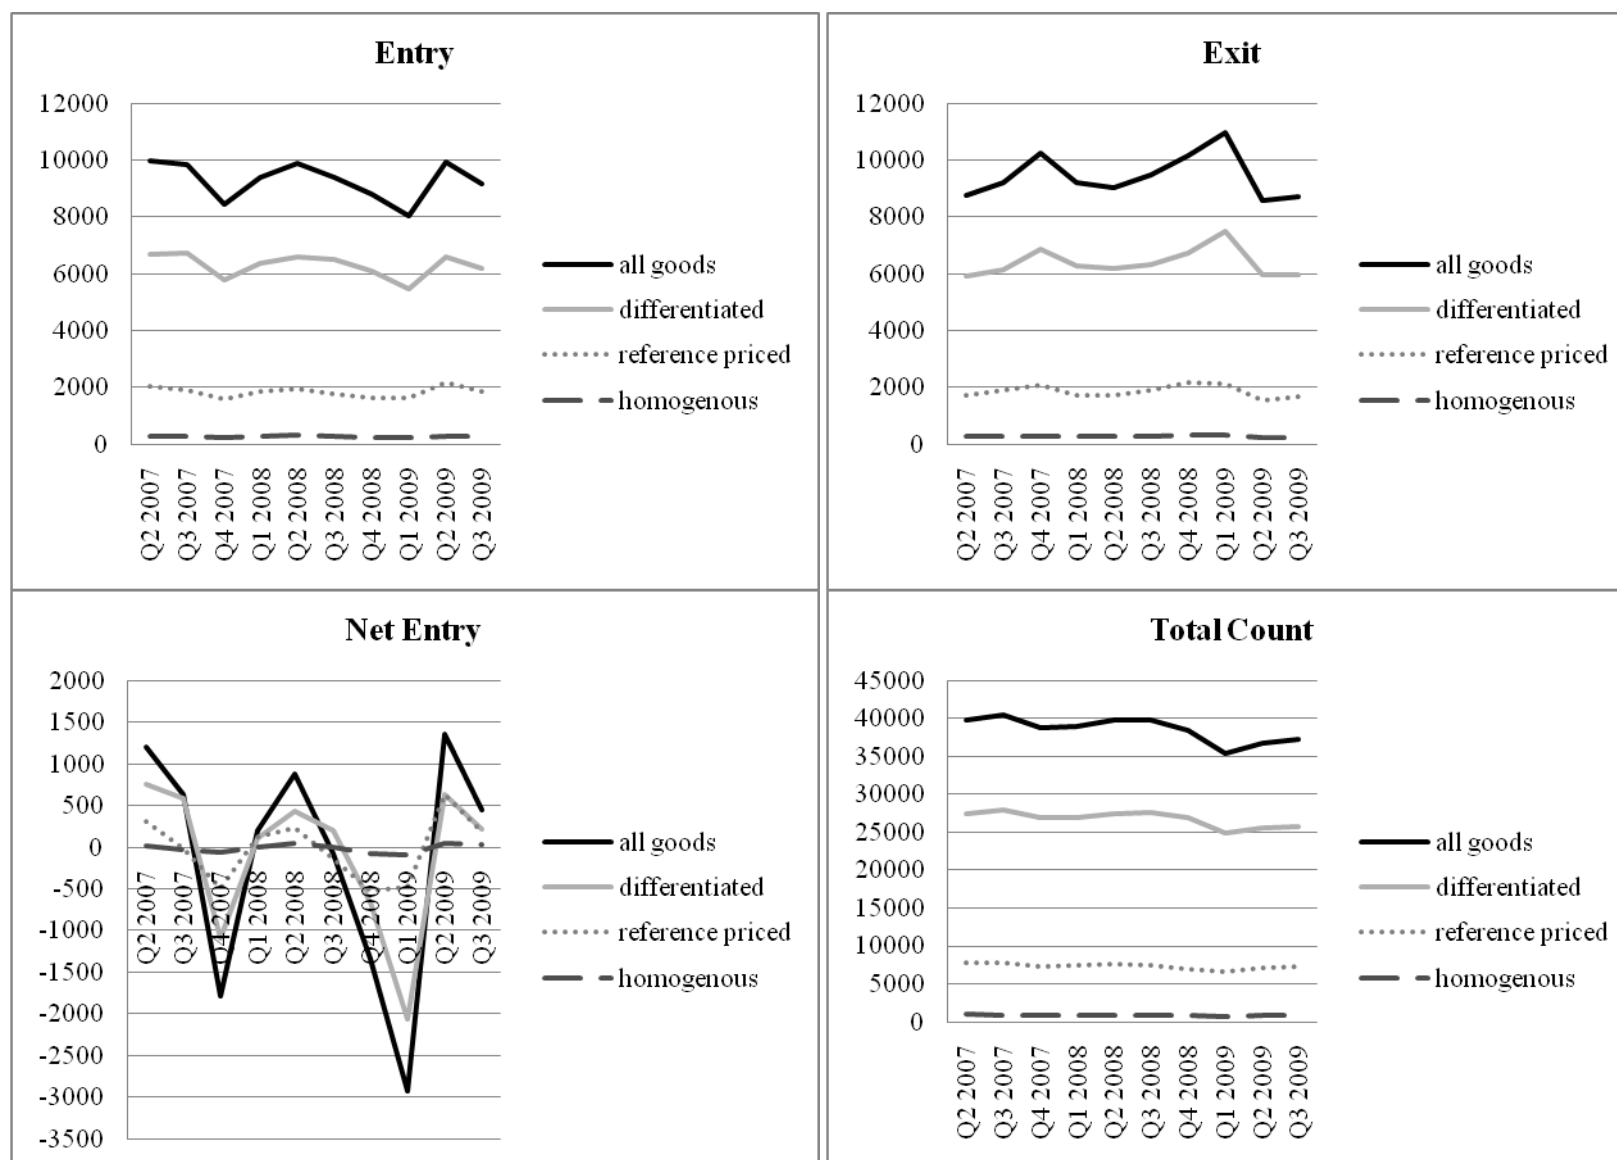 Entry
12000
10000
8000
6000
4000
2000
0
Q2 2007
Q3 2007
Q4 2007
Q1 2008
Q2 2008
Q3 2008
Q4 2008
Q1 2009
Q2 2009
Q3 2009
all goods
differentiated
reference priced
homogenous
Exit
12000
10000
8000
6000
4000
2000
0
Q2 2007
Q3 2007
Q4 2007
Q1 2008
Q2 2008
Q3 2008
Q4 2008
Q1 2009
Q2 2009
Q3 2009
all goods
differentiated
reference priced
homogenous
Net Entry
2000
1500
1000
500
0
-500
-1000
-1500
-2000
-2500
-3000
-3500
Q2 2007
Q3 2007
Q4 2007
Q1 2008
Q2 2008
Q3 2008
Q4 2008
Q1 2009
Q2 2009
Q3 2009
all goods
differentiated
reference priced
homogenous
Total Count
45000
40000
35000
30000
25000
20000
15000
10000
5000
0
Q2 2007
Q3 2007
Q4 2007
Q1 2008
Q2 2008
Q3 2008
Q4 2008
Q1 2009
Q2 2009
Q3 2009
all goods
differentiated
reference priced
homogenous